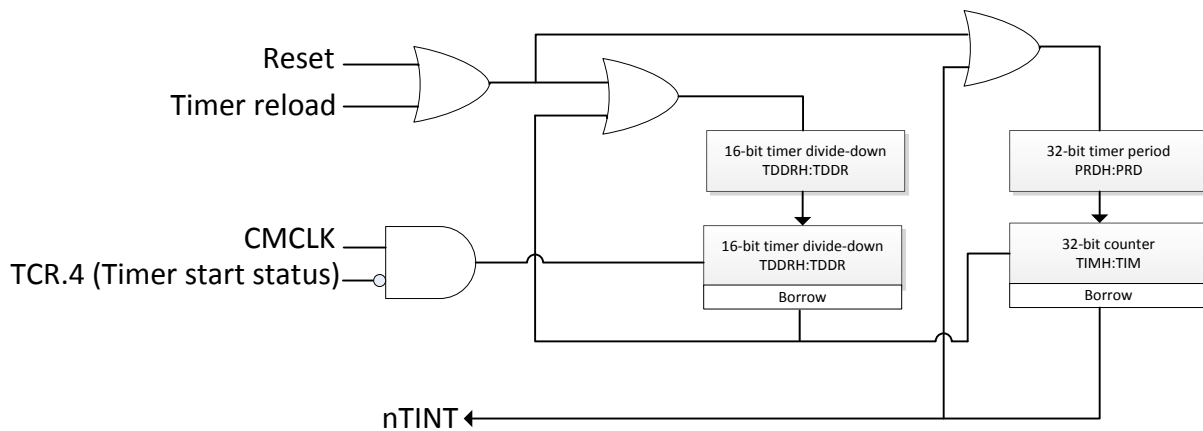 Reset
Timer reload
16-bit timer divide-down
TDDRH:TDDR
32-bit timer period
PRDH:PRD
CMCLK
TCR.4 (Timer start status)
16-bit timer divide-down
TDDRH:TDDR
Borrow
32-bit counter
TIMH:TIM
Borrow
nTINT